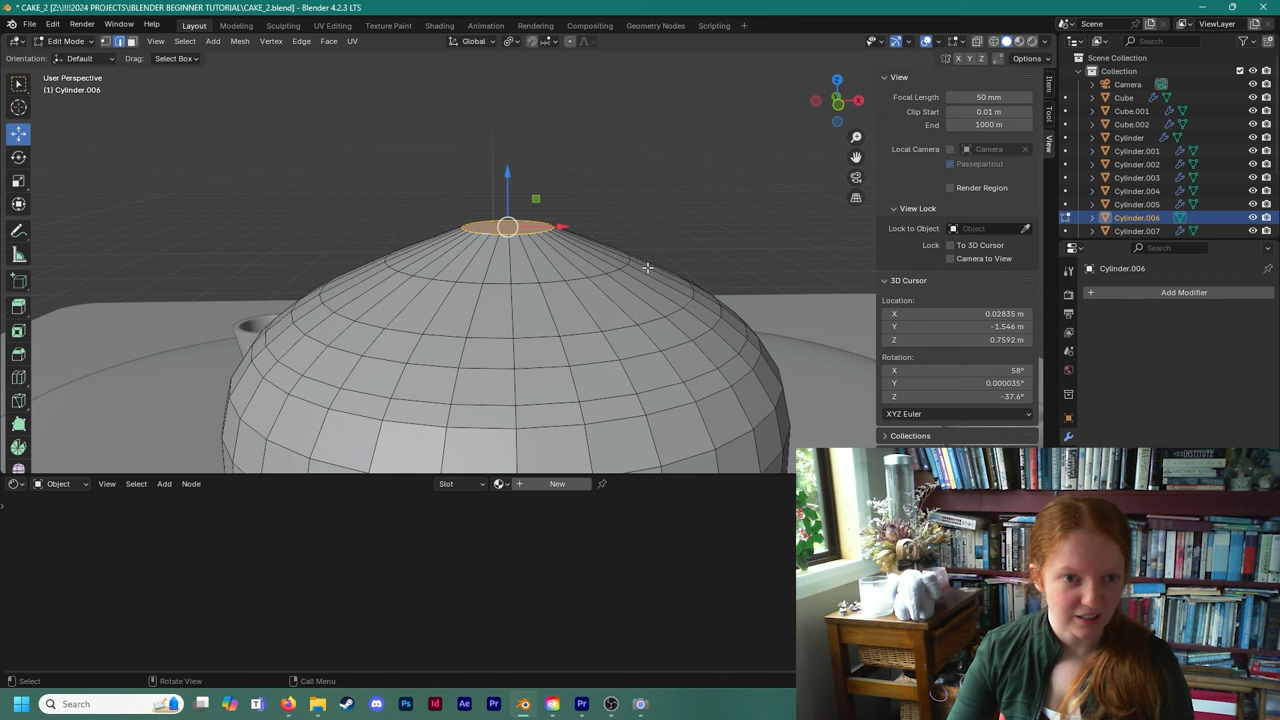 * CAKE_2 [Z:\!!!!2024 PROJECTS\BLENDER BEGINNER TUTORIAL\CAKE_2.blend] - Blender 4.2.3 LTS
File Edit Render Window Help Layout Modeling Sculpting UV Editing Texture Paint Shading Animation Rendering Compositing Geometry Nodes Scripting Scene ViewLayer
Edit Mode View Select Add Mesh Vertex Edge Face UV Global Search
Orientation: Default Drag: Select Box X Y Z Options
User Perspective
(1) Cylinder.006
Z
X
View
Focal Length 50 mm
Clip Start 0.01 m
End 1000 m
Local Camera Camera
Passepartout
Render Region
View Lock
Lock to Object Object
Lock To 3D Cursor
Camera to View
3D Cursor
Location:
X 0.02835 m
Y -1.546 m
Z 0.7592 m
Rotation:
X 58°
Y 0.000035°
Z -37.6°
XYZ Euler
Collections
Item
Tool
View
Scene Collection
Collection
Camera
Cube
Cube.001
Cube.002
Cylinder
Cylinder.001
Cylinder.002
Cylinder.003
Cylinder.004
Cylinder.005
Cylinder.006
Cylinder.007
Search
Cylinder.006
Add Modifier
Object View Select Add Node Slot New
Select Rotate View Call Menu
Search